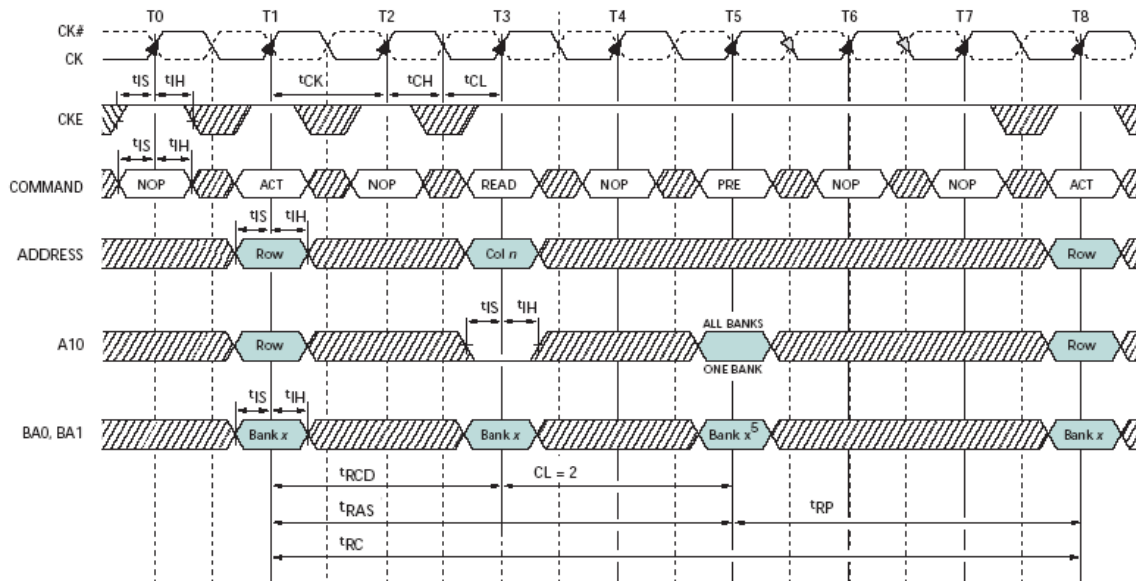 T0 T1 T2 T3 T4 T5 T6 T7 T8
CK#
CK
tIS tIH tCK tCH tCL
CKE
tIS tIH
COMMAND NOP ACT NOP READ NOP PRE NOP NOP ACT
tIS tIH
ADDRESS Row Col n Row
tIS tIH
ALL BANKS
A10 Row Row
ONE BANK
tIS tIH
BA0, BA1 Bank x Bank x Bank x5 Bank x
tRCD CL = 2
tRAS tRP
tRC